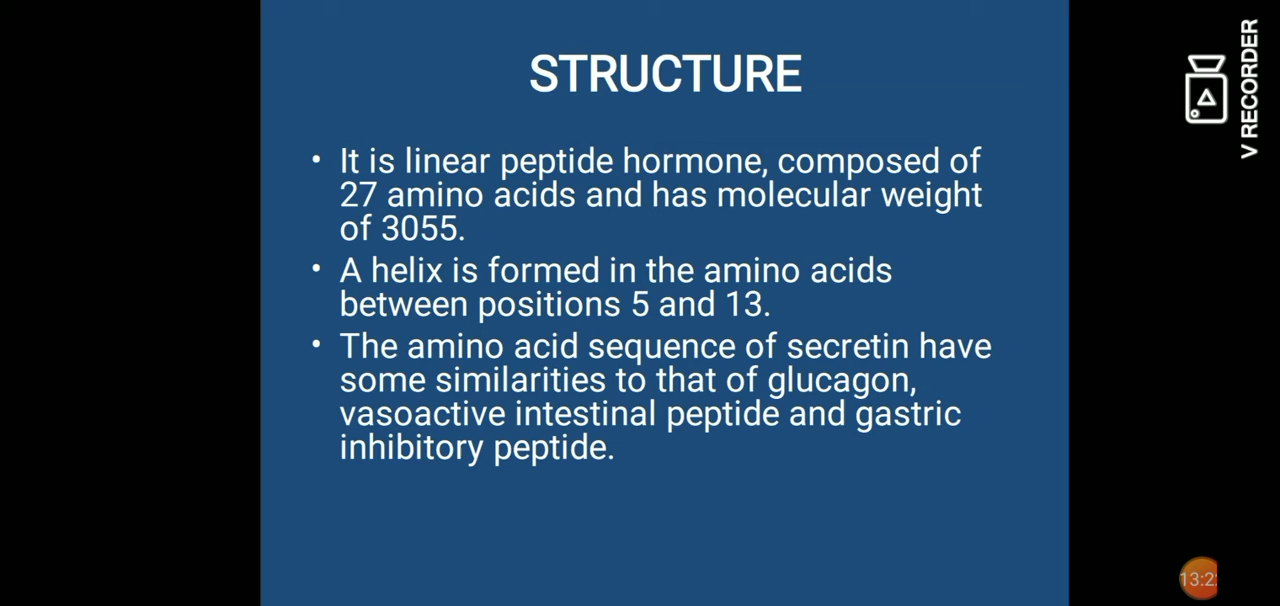 STRUCTURE
• It is linear peptide hormone, composed of
27 amino acids and has molecular weight
of 3055.
• A helix is formed in the amino acids
between positions 5 and 13.
• The amino acid sequence of secretin have
some similarities to that of glucagon,
vasoactive intestinal peptide and gastric
inhibitory peptide.
V RECORDER
13:2